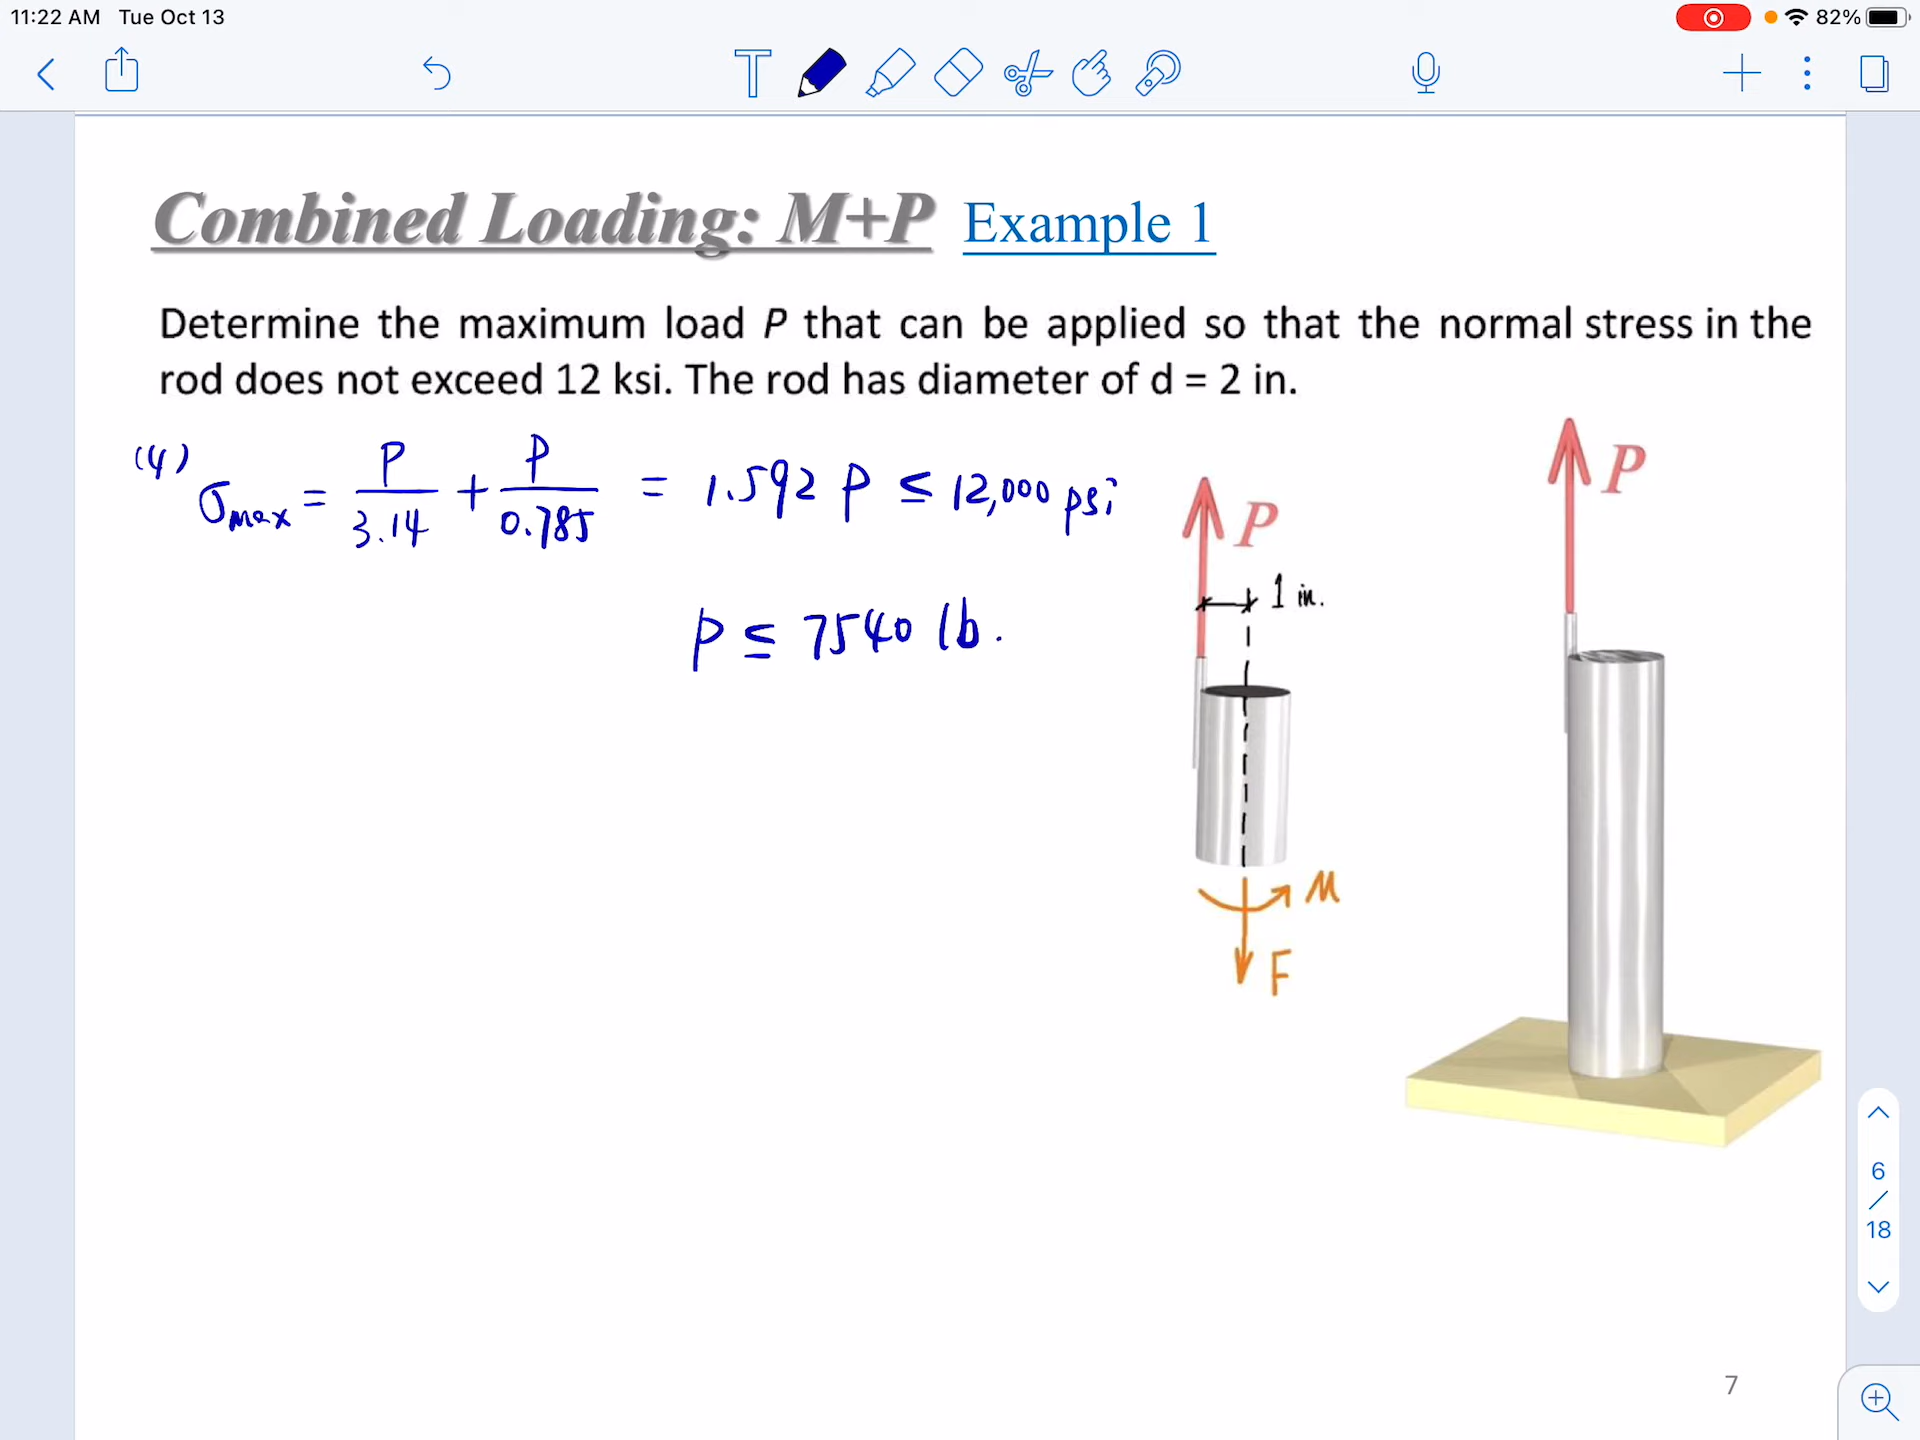 11:22 AM Tue Oct 13
82%
Combined Loading: M+P Example 1
Determine the maximum load P that can be applied so that the normal stress in the
rod does not exceed 12 ksi. The rod has diameter of d = 2 in.
(4) σmax = P/3.14 + P/0.785 = 1.592 P ≤ 12,000 psi
P ≤ 7540 lb.
P
1 in.
M
F
P
6
/
18
7